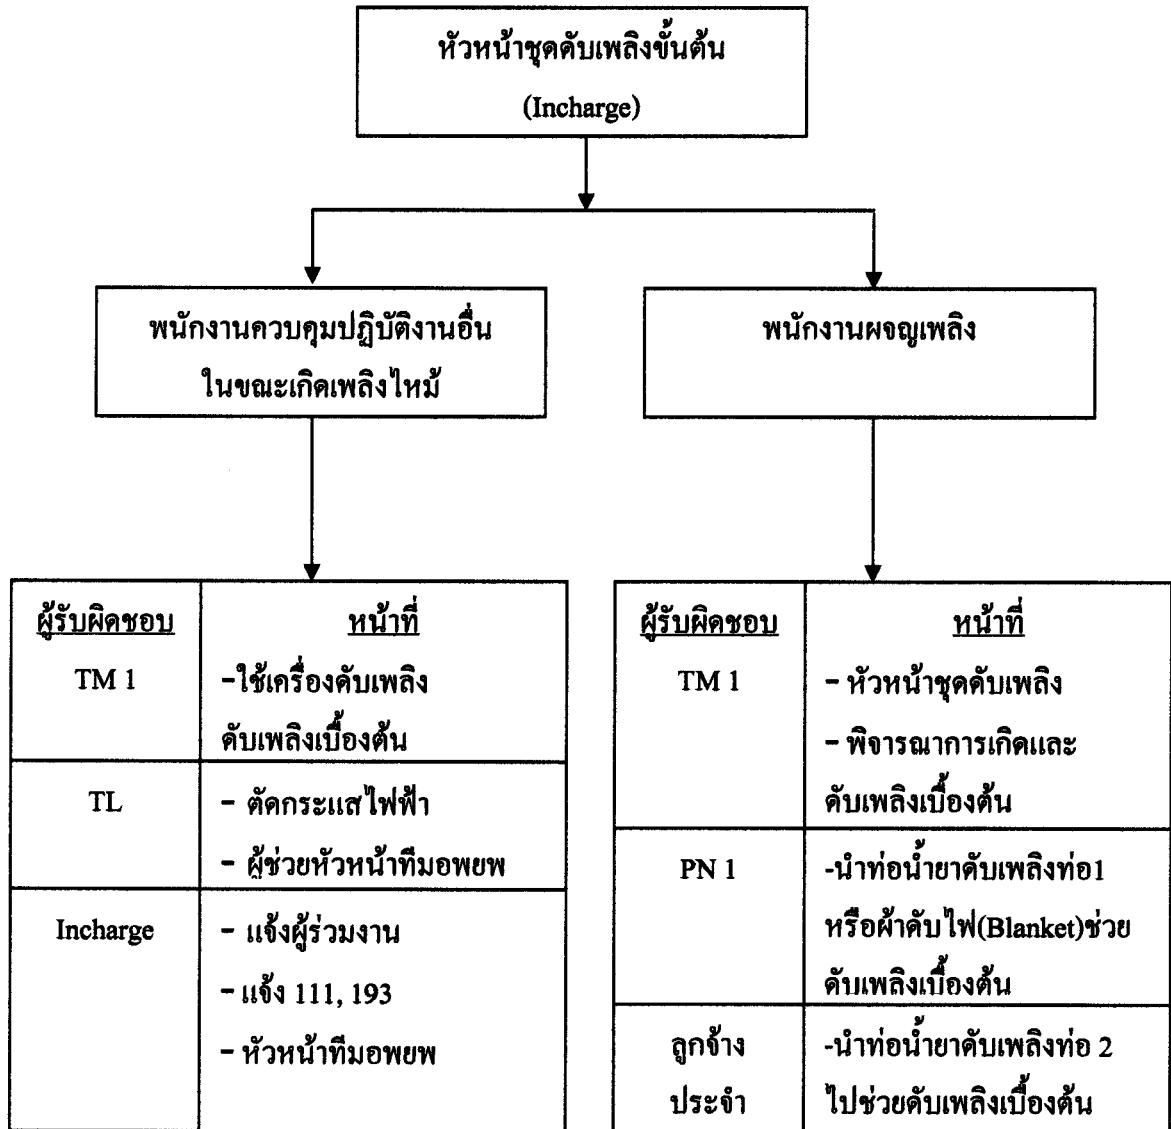 หัวหน้าชุดดับเพลิงขั้นต้น
(Incharge)
พนักงานควบคุมปฏิบัติงานอื่น
ในขณะเกิดเพลิงไหม้
พนักงานผจญเพลิง
ผู้รับผิดชอบ หน้าที่
TM 1 -ใช้เครื่องดับเพลิง
ดับเพลิงเบื้องต้น
TL - ตัดกระแสไฟฟ้า
- ผู้ช่วยหัวหน้าทีมอพยพ
Incharge - แจ้งผู้ร่วมงาน
- แจ้ง 111, 193
- หัวหน้าทีมอพยพ
ผู้รับผิดชอบ หน้าที่
TM 1 - หัวหน้าชุดดับเพลิง
- พิจารณาการเกิดและ
ดับเพลิงเบื้องต้น
PN 1 -นำท่อน้ำยาดับเพลิงท่อ1
หรือผ้าดับไฟ(Blanket)ช่วย
ดับเพลิงเบื้องต้น
ลูกจ้าง -นำท่อน้ำยาดับเพลิงท่อ 2
ประจำ ไปช่วยดับเพลิงเบื้องต้น